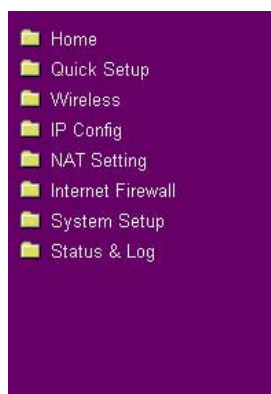 Home
Quick Setup
Wireless
IP Config
NAT Setting
Internet Firewall
System Setup
Status & Log